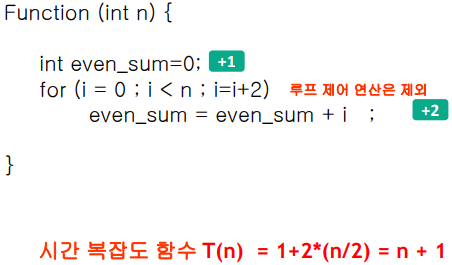 Function (int n) {
int even_sum=0; +1
for (i = 0 ; i < n ; i=i+2) 루프 제어 연산은 제외
even_sum = even_sum + i ; +2
}
시간 복잡도 함수 T(n) = 1+2*(n/2) = n + 1